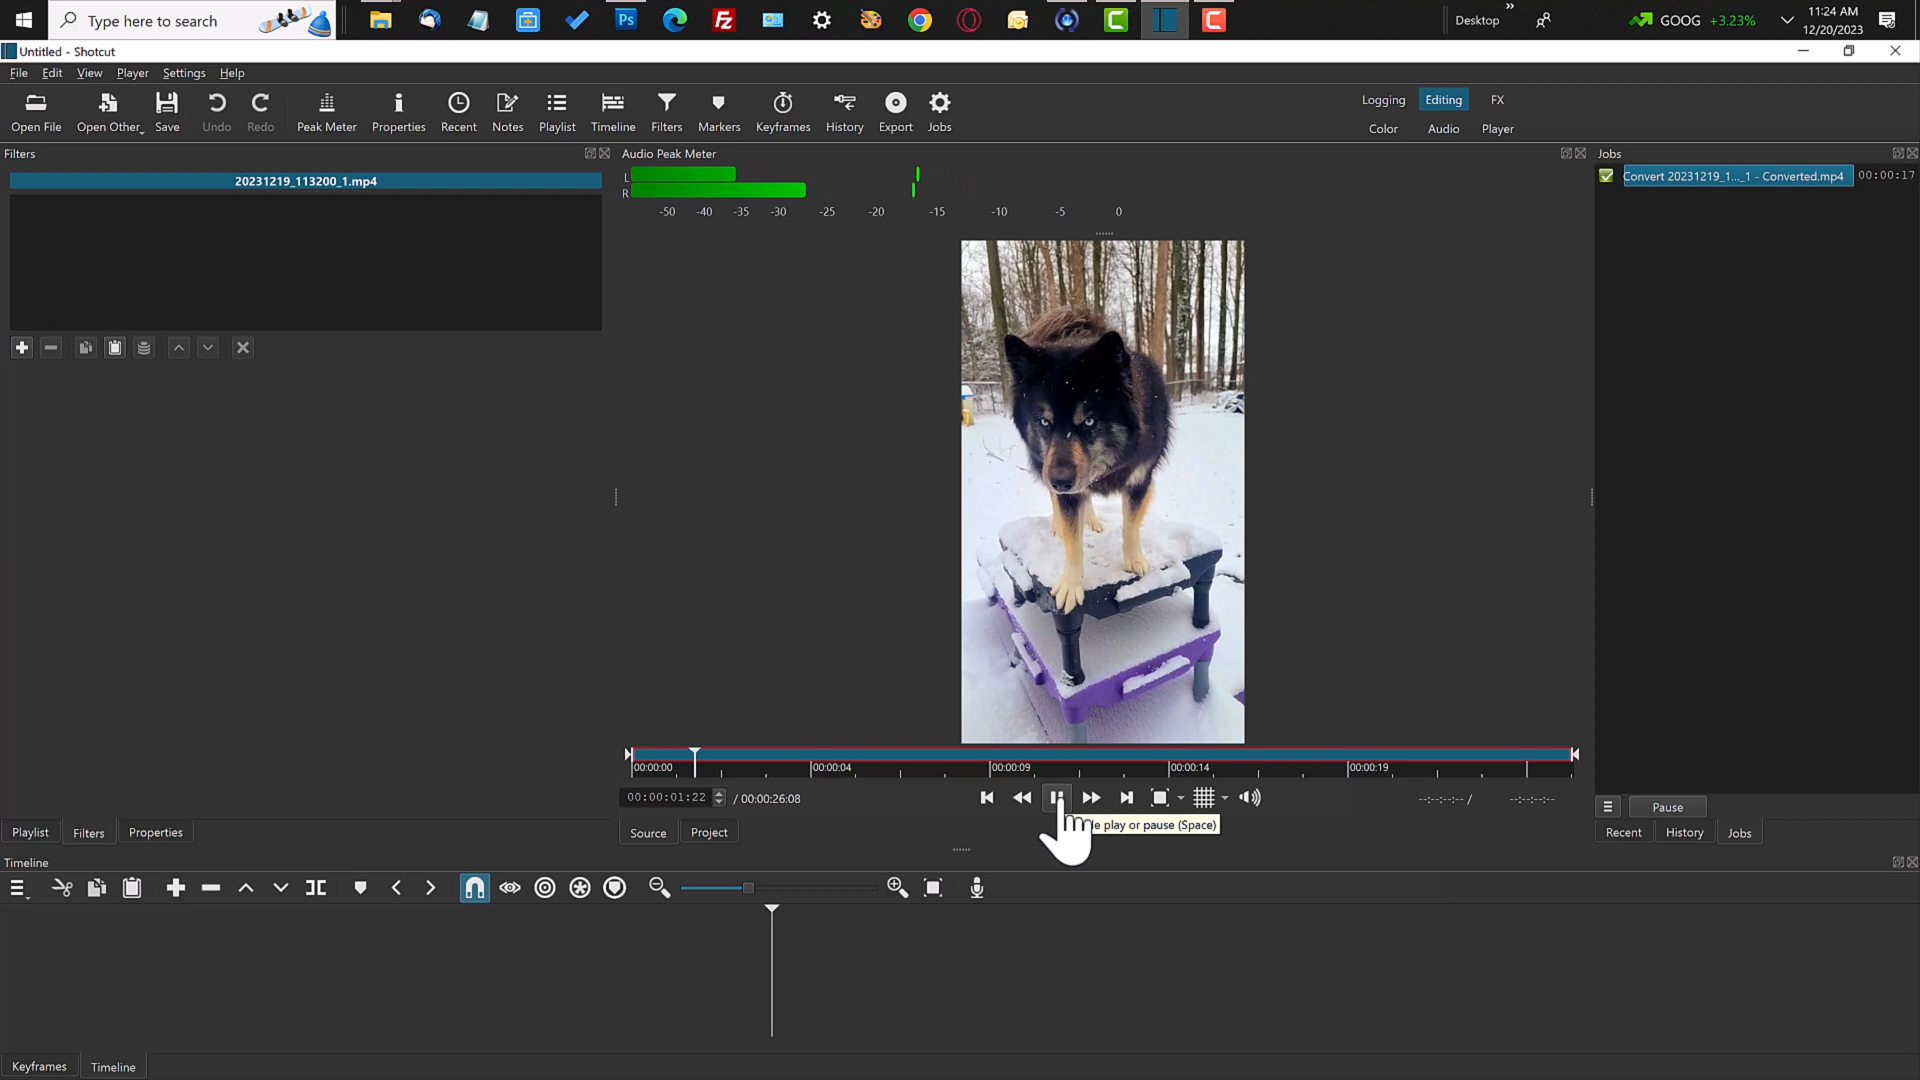 Type here to search
Ps
Fz
Desktop
»
GOOG +3.23%
11:24 AM
12/20/2023
Untitled - Shotcut
File Edit View Player Settings Help
Open File Open Other Save Undo Redo Peak Meter Properties Recent Notes Playlist Timeline Filters Markers Keyframes History Export Jobs
Logging Editing FX
Color Audio Player
Filters
20231219_113200_1.mp4
Audio Peak Meter
L
R
-50 -40 -35 -30 -25 -20 -15 -10 -5 0
Jobs
Convert 20231219_1..._1 - Converted.mp4 00:00:17
00:00:00 00:00:04 00:00:09 00:00:14 00:00:19
00:00:01:22 / 00:00:26:08
--:--:--:-- / --:--:--:--
play or pause (Space)
Pause
Playlist Filters Properties
Source Project
Recent History Jobs
Timeline
Keyframes Timeline